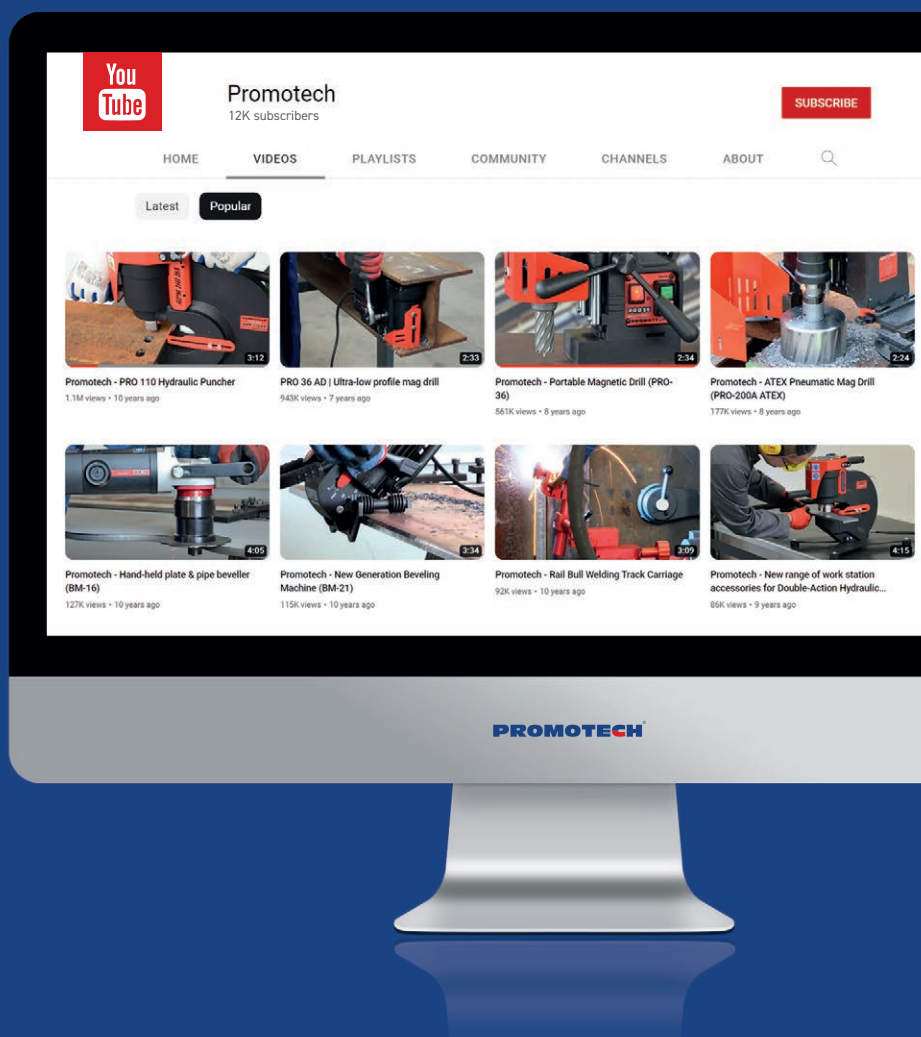 You
Tube
Promotech
12K subscribers
SUBSCRIBE
HOME VIDEOS PLAYLISTS COMMUNITY CHANNELS ABOUT
Latest Popular
3:12
2:33
2:34
2:24
Promotech - PRO 110 Hydraulic Puncher
1.1M views • 10 years ago
PRO 36 AD | Ultra-low profile mag drill
943K views • 7 years ago
Promotech - Portable Magnetic Drill (PRO-
36)
561K views • 8 years ago
Promotech - ATEX Pneumatic Mag Drill
(PRO-200A ATEX)
177K views • 8 years ago
4:05
3:34
3:09
4:15
Promotech - Hand-held plate & pipe beveller
(BM-16)
127K views • 10 years ago
Promotech - New Generation Beveling
Machine (BM-21)
115K views • 10 years ago
Promotech - Rail Bull Welding Track Carriage
92K views • 10 years ago
Promotech - New range of work station
accessories for Double-Action Hydraulic...
86K views • 9 years ago
PROMOTECH